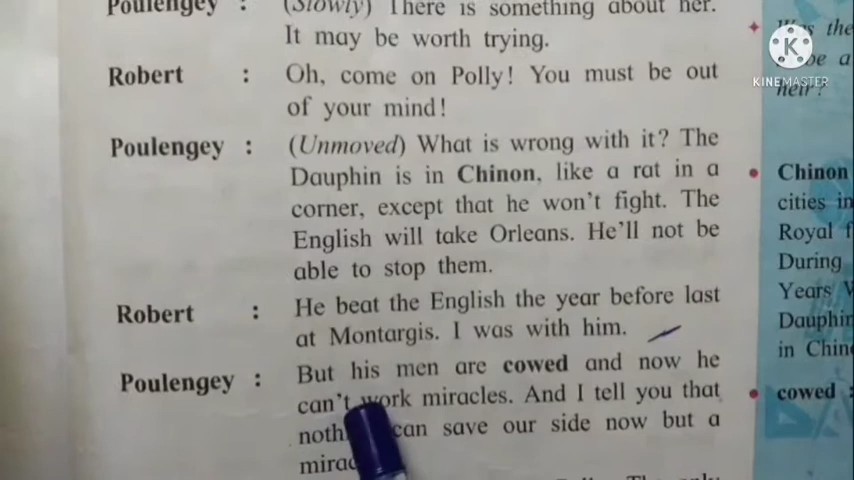 Poulengey : (Slowly) There is something about her.
It may be worth trying.
Robert : Oh, come on Polly! You must be out
of your mind!
Poulengey : (Unmoved) What is wrong with it? The
Dauphin is in Chinon, like a rat in a
corner, except that he won't fight. The
English will take Orleans. He'll not be
able to stop them.
Robert : He beat the English the year before last
at Montargis. I was with him.
Poulengey : But his men are cowed and now he
can't work miracles. And I tell you that
can save our side now but a
the
be a
heir?
Chinon
cities in
Royal f
During
Years
Dauphin
in Chin
cowed :
KINEMASTER